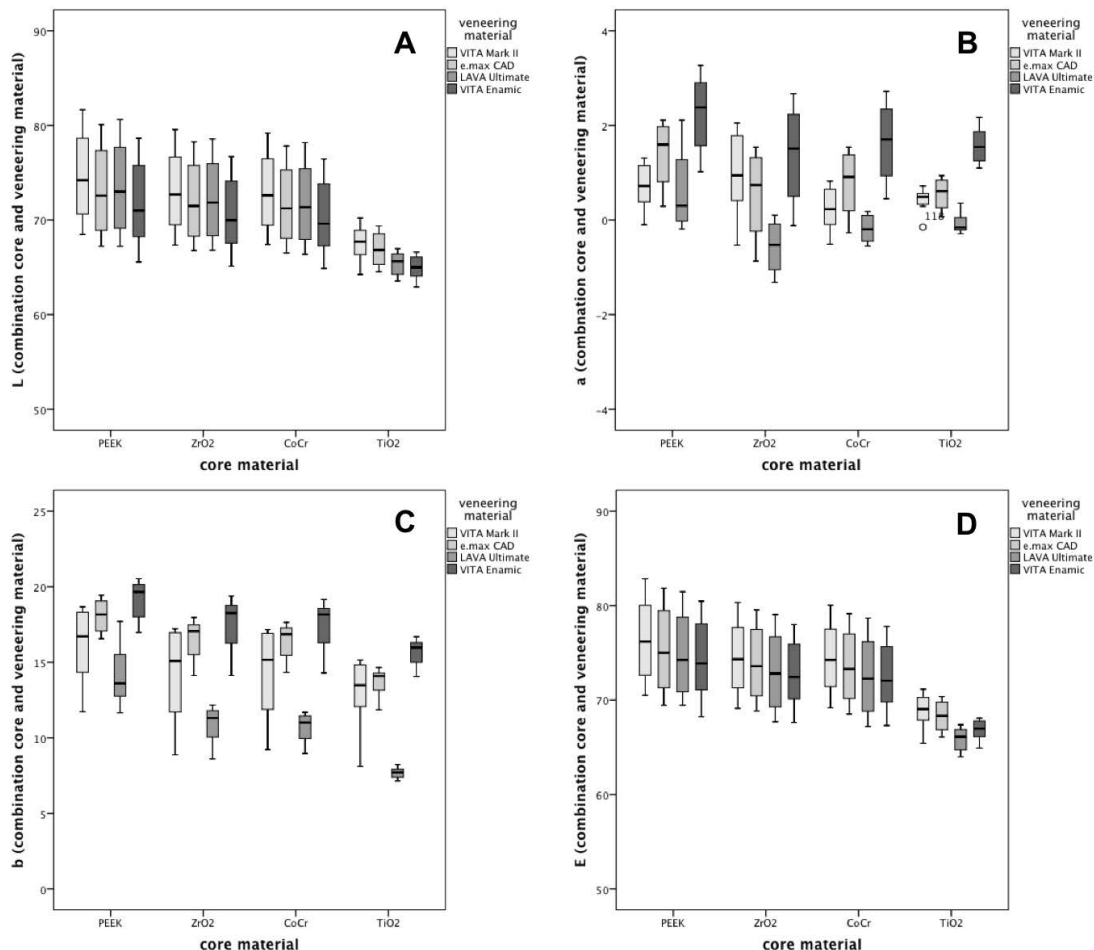 A
veneering
material
VITA Mark II
e.max CAD
LAVA Ultimate
VITA Enamic
90
80
70
60
50
L (combination core and veneering material)
PEEK ZrO2 CoCr TiO2
core material
B
veneering
material
VITA Mark II
e.max CAD
LAVA Ultimate
VITA Enamic
4
2
0
-2
-4
a (combnation core and veneering material)
116
PEEK ZrO2 CoCr TiO2
core material
C
veneering
material
VITA Mark II
e.max CAD
LAVA Ultimate
VITA Enamic
25
20
15
10
5
0
b (combination core and veneering material)
PEEK ZrO2 CoCr TiO2
core material
D
veneering
material
VITA Mark II
e.max CAD
LAVA Ultimate
VITA Enamic
90
80
70
60
50
E (combination core and veneering material)
PEEK ZrO2 CoCr TiO2
core material